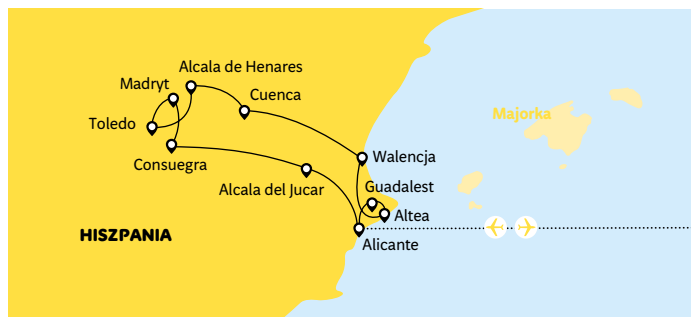 Alcala de Henares
Madryt
Cuenca
Majorka
Toledo
Walencja
Consuegra
Guadalest
Alcala del Jucar
Altea
HISZPANIA
Alicante